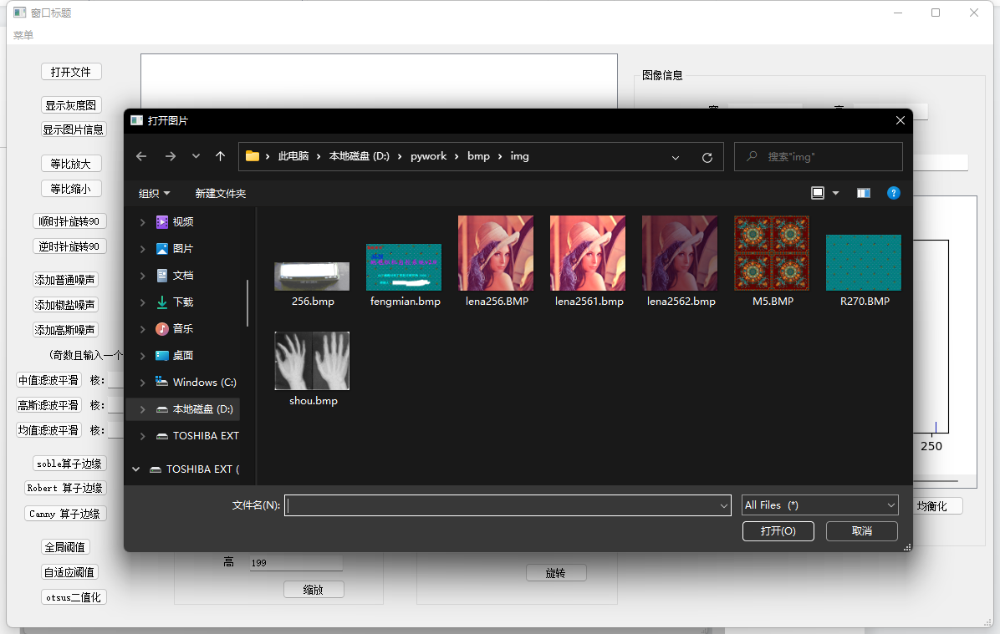 窗口标题
菜单
打开文件
显示灰度图
显示图片信息
等比放大
等比缩小
顺时针旋转90
逆时针旋转90
添加普通噪声
添加椒盐噪声
添加高斯噪声
(奇数且输入一个
中值滤波平滑 核:
高斯滤波平滑 核:
均值滤波平滑 核:
soble算子边缘
Robert 算子边缘
Canny 算子边缘
全局阈值
自适应阈值
otsus二值化
图像信息
打开图片
此电脑 › 本地磁盘 (D:) › pywork › bmp › img
搜索"img"
组织 新建文件夹
视频
图片
文档
下载
音乐
桌面
Windows (C:)
本地磁盘 (D:)
TOSHIBA EXT
TOSHIBA EXT (
256.bmp
fengmian.bmp
lena256.BMP
lena2561.bmp
lena2562.bmp
M5.BMP
R270.BMP
shou.bmp
文件名(N):
All Files (*)
打开(O) 取消
250
均衡化
高 199
缩放
旋转